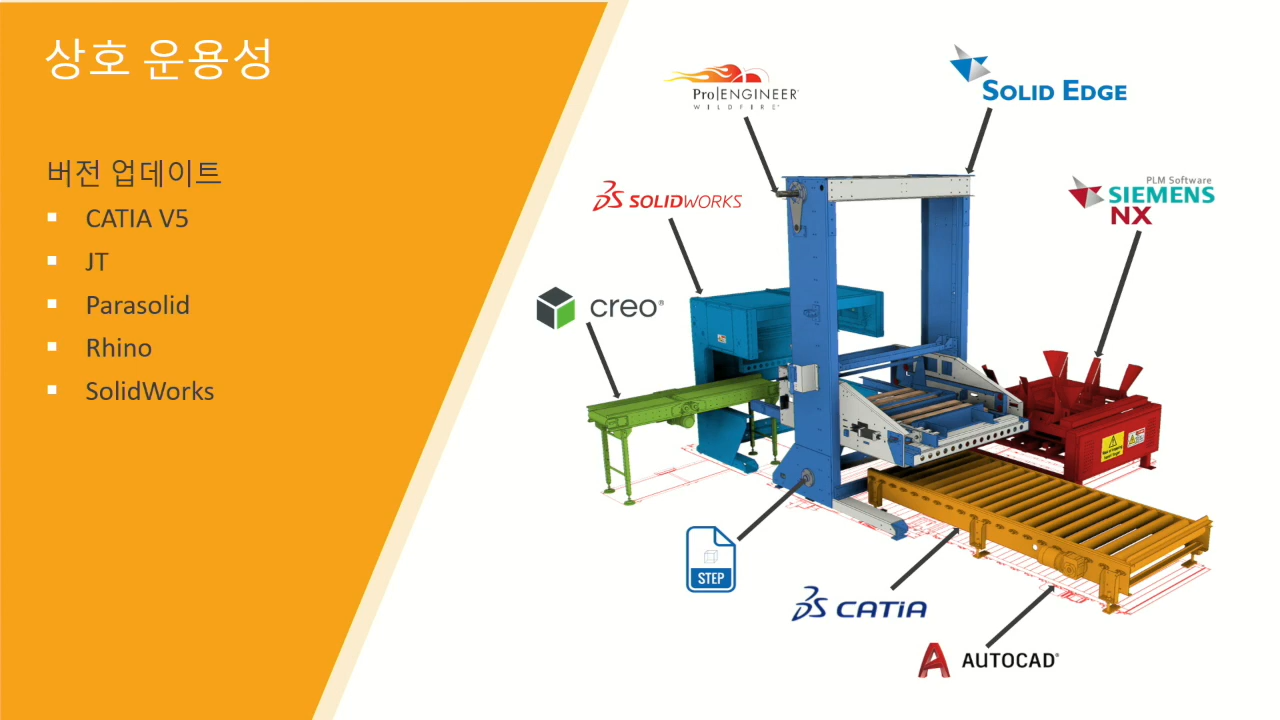 상호 운용성
버전 업데이트
CATIA V5
JT
Parasolid
Rhino
SolidWorks
Pro|ENGINEER
WILDFIRE
SOLID EDGE
SOLIDWORKS
PLM Software
SIEMENS
NX
creo®
STEP
CATIA
AUTOCAD®